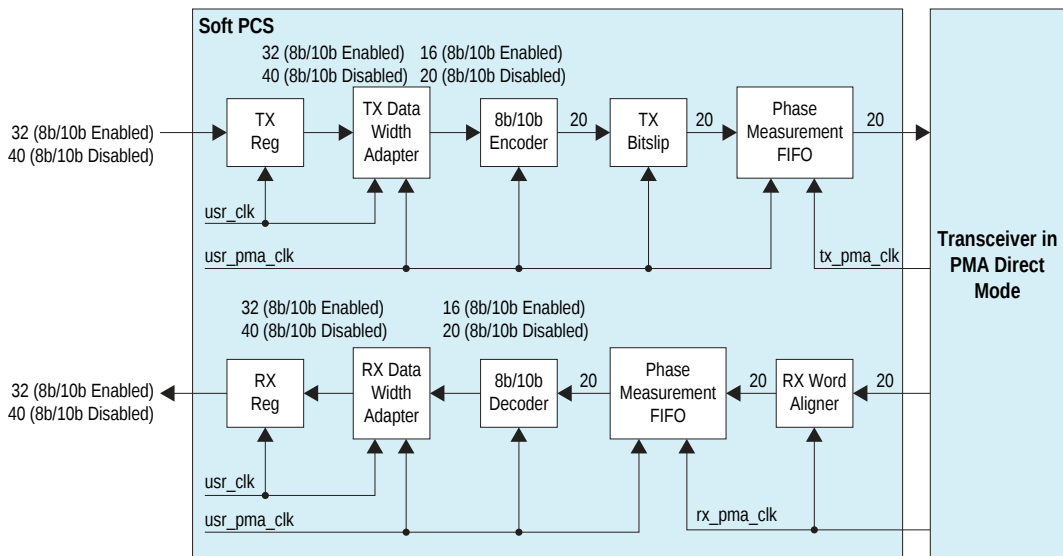 Soft PCS
32 (8b/10b Enabled)
40 (8b/10b Disabled)
16 (8b/10b Enabled)
20 (8b/10b Disabled)
32 (8b/10b Enabled)
40 (8b/10b Disabled)
TX
Reg
TX Data
Width
Adapter
8b/10b
Encoder
20
TX
Bitslip
20
Phase
Measurement
FIFO
20
usr_clk
usr_pma_clk
tx_pma_clk
Transceiver in
PMA Direct
Mode
32 (8b/10b Enabled)
40 (8b/10b Disabled)
16 (8b/10b Enabled)
20 (8b/10b Disabled)
32 (8b/10b Enabled)
40 (8b/10b Disabled)
RX
Reg
RX Data
Width
Adapter
8b/10b
Decoder
20
Phase
Measurement
FIFO
20
RX Word
Aligner
20
usr_clk
usr_pma_clk
rx_pma_clk